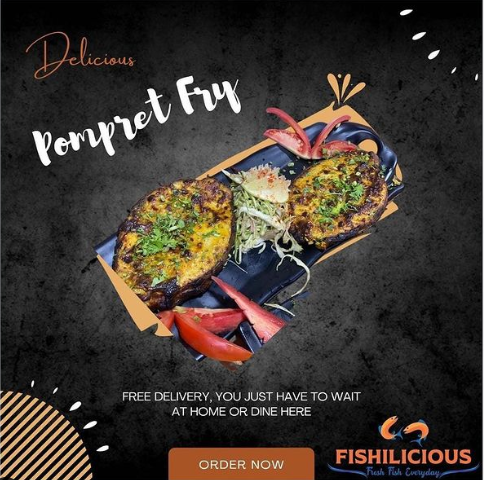 Delicious
Pompret Fry
FREE DELIVERY, YOU JUST HAVE TO WAIT
AT HOME OR DINE HERE
ORDER NOW
FISHILICIOUS
Fresh Fish Everyday